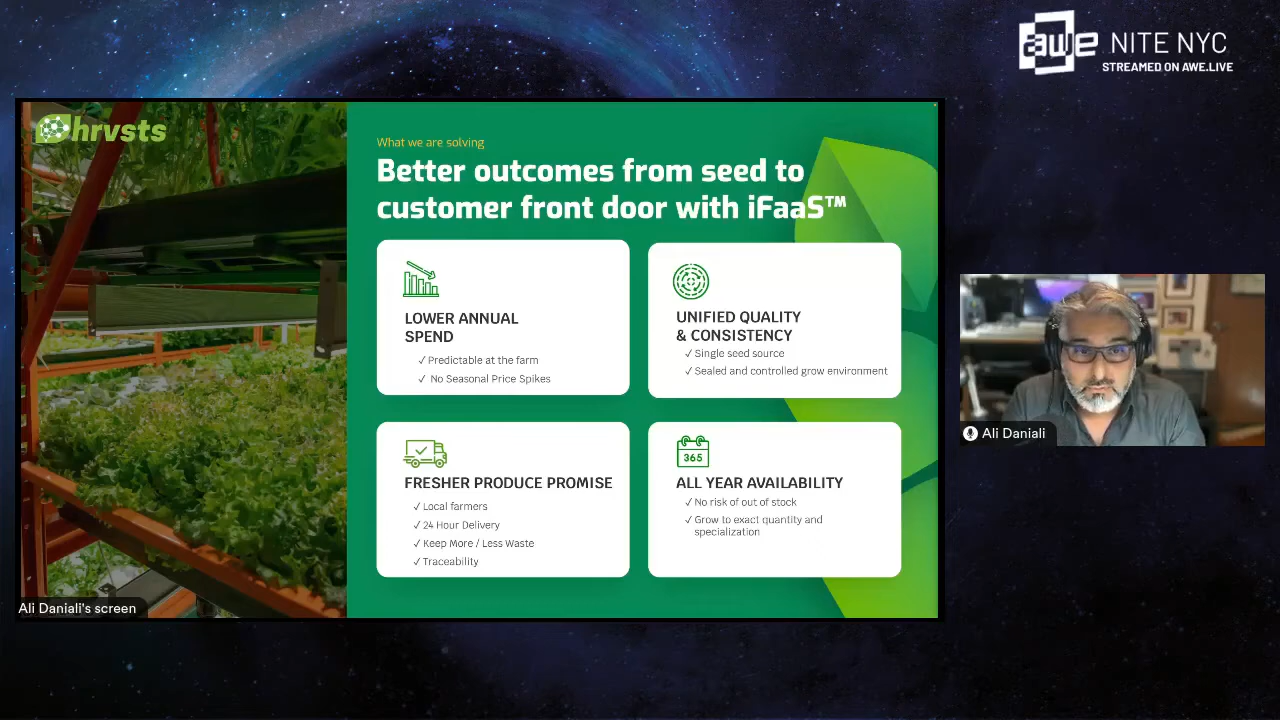 awe NITE NYC
STREAMED ON AWE.LIVE
hrvsts
What we are solving
Better outcomes from seed to
customer front door with iFaaS™
LOWER ANNUAL
SPEND
✓ Predictable at the farm
✓ No Seasonal Price Spikes
UNIFIED QUALITY
& CONSISTENCY
✓ Single seed source
✓ Sealed and controlled grow environment
FRESHER PRODUCE PROMISE
✓ Local farmers
✓ 24 Hour Delivery
✓ Keep More / Less Waste
✓ Traceability
365
ALL YEAR AVAILABILITY
✓ No risk of out of stock
✓ Grow to exact quantity and
specialization
Ali Daniali
Ali Daniali's screen